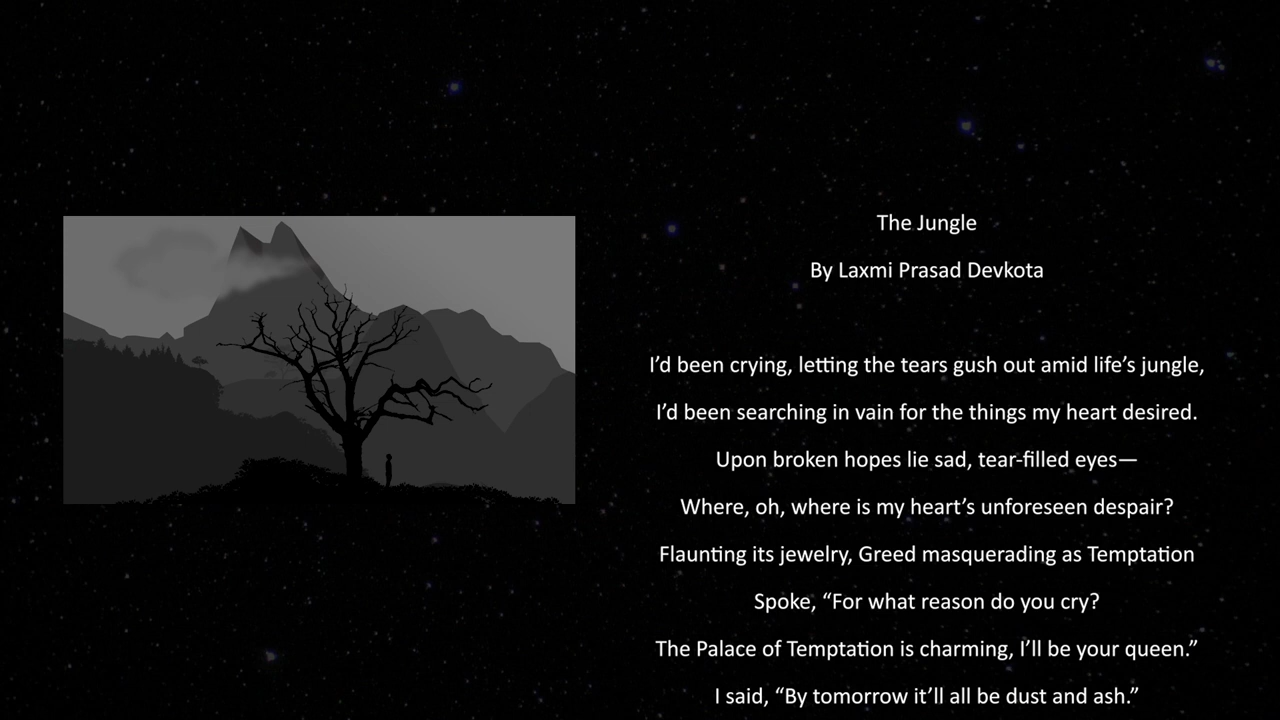 The Jungle
By Laxmi Prasad Devkota
I’d been crying, letting the tears gush out amid life’s jungle,
I’d been searching in vain for the things my heart desired.
Upon broken hopes lie sad, tear-filled eyes—
Where, oh, where is my heart’s unforeseen despair?
Flaunting its jewelry, Greed masquerading as Temptation
Spoke, “For what reason do you cry?
The Palace of Temptation is charming, I’ll be your queen.”
I said, “By tomorrow it’ll all be dust and ash.”